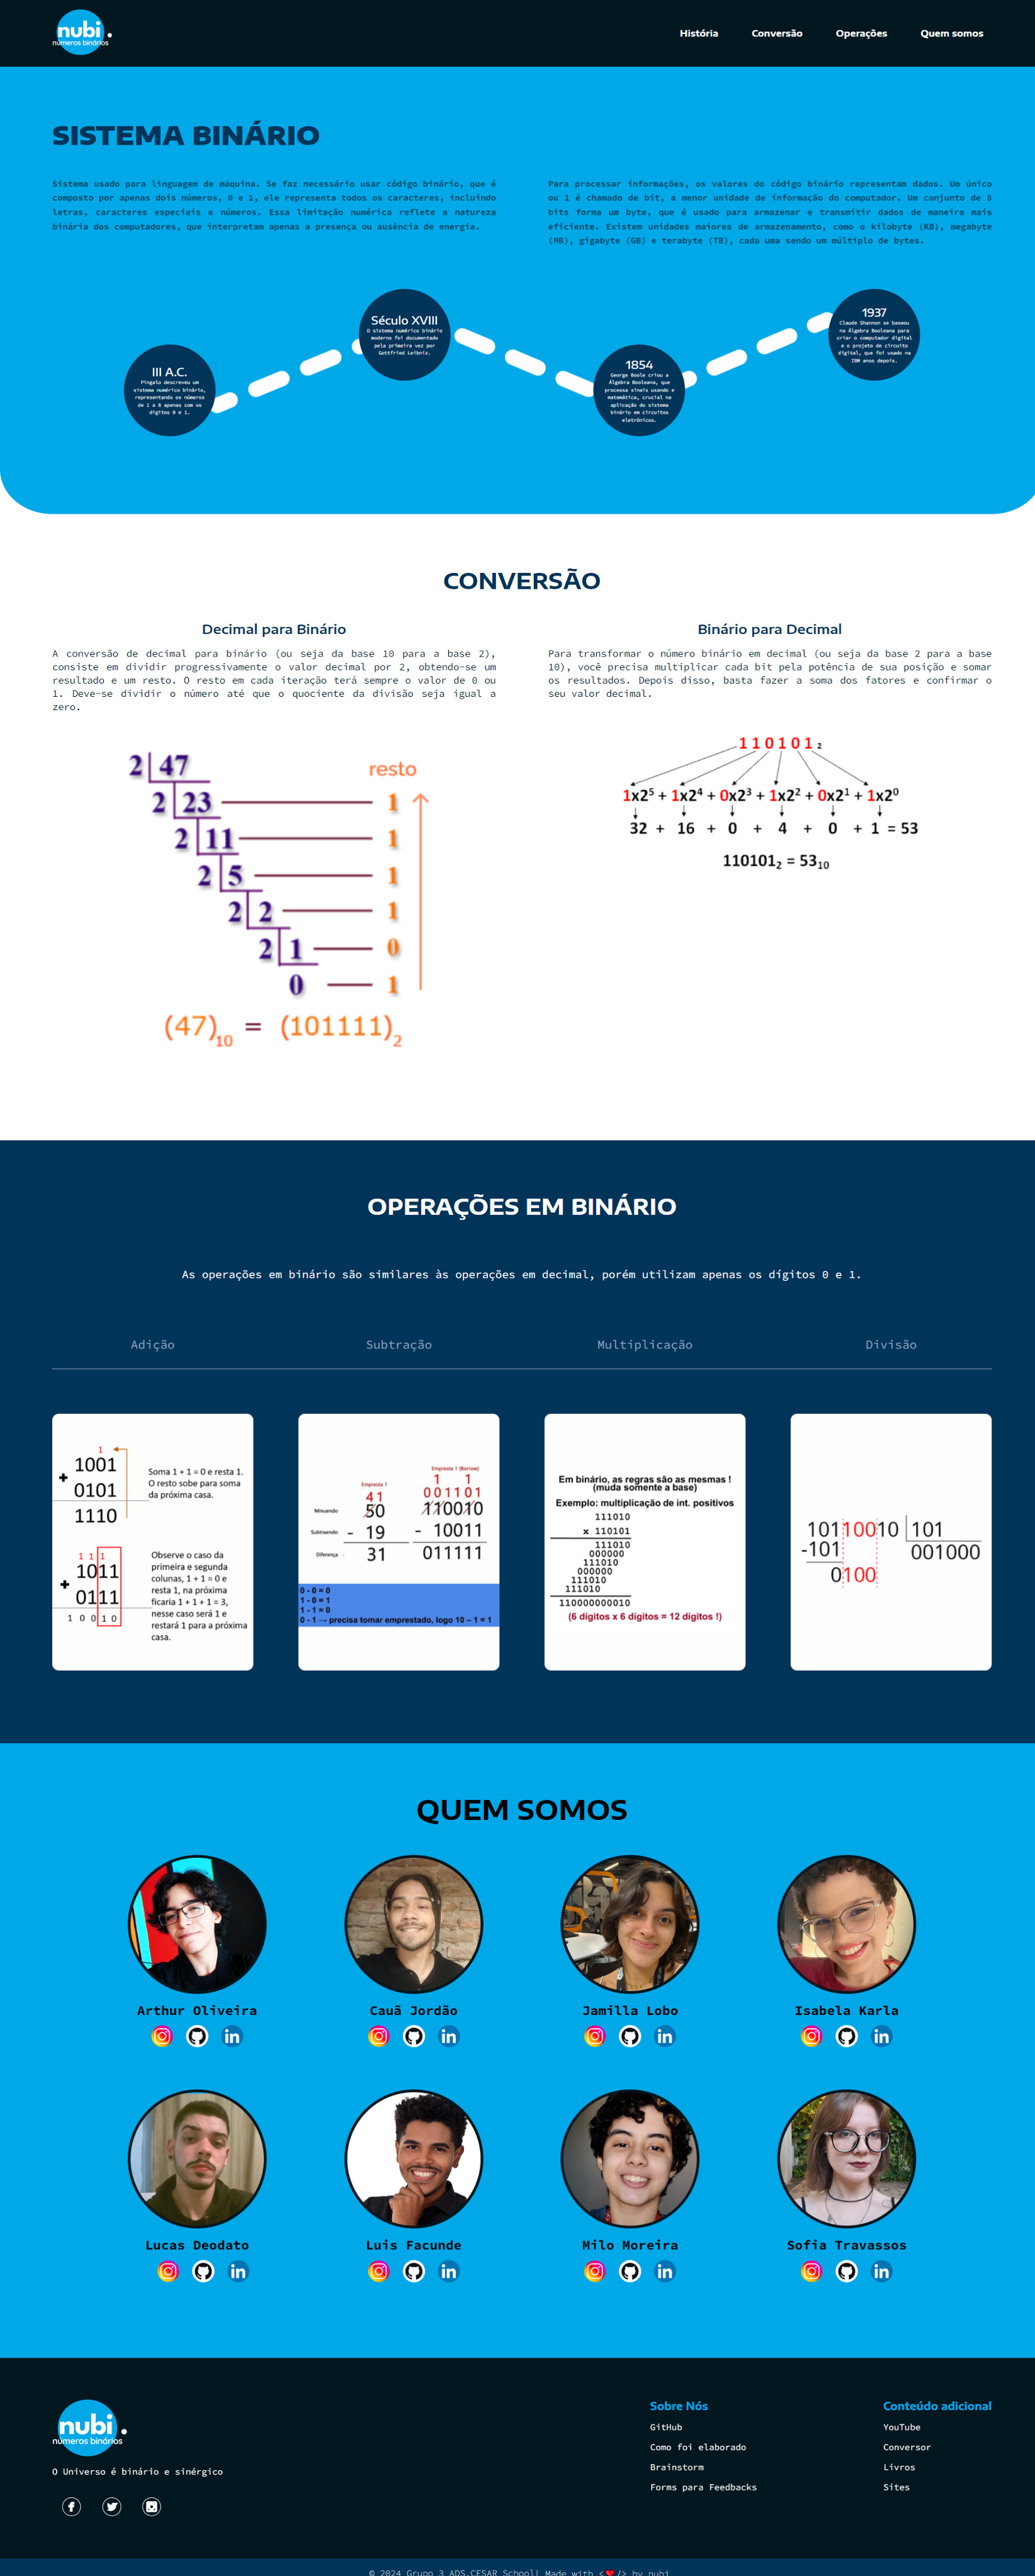 nubi.
números binários
História Conversão Operações Quem somos
SISTEMA BINÁRIO
Sistema usado para linguagem de máquina. Se faz necessário usar código binário, que é
composto por apenas dois números, 0 e 1, ele representa todos os caracteres, incluindo
letras, caracteres especiais e números. Essa limitação numérica reflete a natureza
binária dos computadores, que interpretam apenas a presença ou ausência de energia.
Para processar informações, os valores do código binário representam dados. Um único
ou 1 é chamado de bit, a menor unidade de informação do computador. Um conjunto de 8
bits forma um byte, que é usado para armazenar e transmitir dados de maneira mais
eficiente. Existem unidades maiores de armazenamento, como o kilobyte (KB), megabyte
(MB), gigabyte (GB) e terabyte (TB), cada uma sendo um múltiplo de bytes.
III A.C.
Pingala descreveu um
sistema numérico binário,
representando os números
de 1 a 8 apenas com os
dígitos 0 e 1.
Século XVIII
O sistema numérico binário
moderno foi documentado
pela primeira vez por
Gottfried Leibniz.
1854
George Boole criou a
Álgebra Booleana, que
processa sinais usando e
matemática, crucial na
aplicação do sistema
binário em circuitos
eletrônicos.
1937
Claude Shannon se baseou
na Álgebra Booleana para
criar o computador digital
e o projeto de circuito
digital, que foi usado na
IBM anos depois.
CONVERSÃO
Decimal para Binário
A conversão de decimal para binário (ou seja da base 10 para a base 2),
consiste em dividir progressivamente o valor decimal por 2, obtendo-se um
resultado e um resto. O resto em cada iteração terá sempre o valor de 0 ou
1. Deve-se dividir o número até que o quociente da divisão seja igual a
zero.
2 47 resto
2 23 1
2 11 1
2 5 1
2 2 1
2 1 0
0 1
(47)10 = (101111)2
Binário para Decimal
Para transformar o número binário em decimal (ou seja da base 2 para a base
10), você precisa multiplicar cada bit pela potência de sua posição e somar
os resultados. Depois disso, basta fazer a soma dos fatores e confirmar o
seu valor decimal.
1 1 0 1 0 1 2
1x2⁵ + 1x2⁴ + 0x2³ + 1x2² + 0x2¹ + 1x2⁰
32 + 16 + 0 + 4 + 0 + 1 = 53
110101₂ = 53₁₀
OPERAÇÕES EM BINÁRIO
As operações em binário são similares às operações em decimal, porém utilizam apenas os dígitos 0 e 1.
Adição Subtração Multiplicação Divisão
1
1001
+
0101
1110
Soma 1 + 1 = 0 e resta 1.
O resto sobe para soma
da próxima casa.
1 1 1
1011
+
0111
1 0 0 1 0
Observe o caso da
primeira e segunda
colunas, 1 + 1 = 0 e
resta 1, na próxima
ficaria 1 + 1 + 1 = 3,
nesse caso será 1 e
restará 1 para a próxima
casa.
Empresta 1 Empresta 1 (Borrow)
1 1
41 001101
Minuendo 50 110010
Subtraendo - 19 - 10011
Diferença 31 011111
0 - 0 = 0
1 - 0 = 1
1 - 1 = 0
0 - 1 → precisa tomar emprestado, logo 10 – 1 = 1
Em binário, as regras são as mesmas !
(muda somente a base)
Exemplo: multiplicação de int. positivos
111010
x 110101
111010
000000
111010
000000
111010
111010
110000000010
(6 dígitos x 6 dígitos = 12 dígitos !)
10110010 101
-101 001000
0100
QUEM SOMOS
Arthur Oliveira Cauã Jordão Jamilla Lobo Isabela Karla
in in in in
Lucas Deodato Luis Facunde Milo Moreira Sofia Travassos
in in in in
nubi.
números binários
O Universo é binário e sinérgico
Sobre Nós
GitHub
Como foi elaborado
Brainstorm
Forms para Feedbacks
Conteúdo adicional
YouTube
Conversor
Livros
Sites
© 2024 Grupo 3 ADS.CESAR School| Made with <❤/> by nubi.